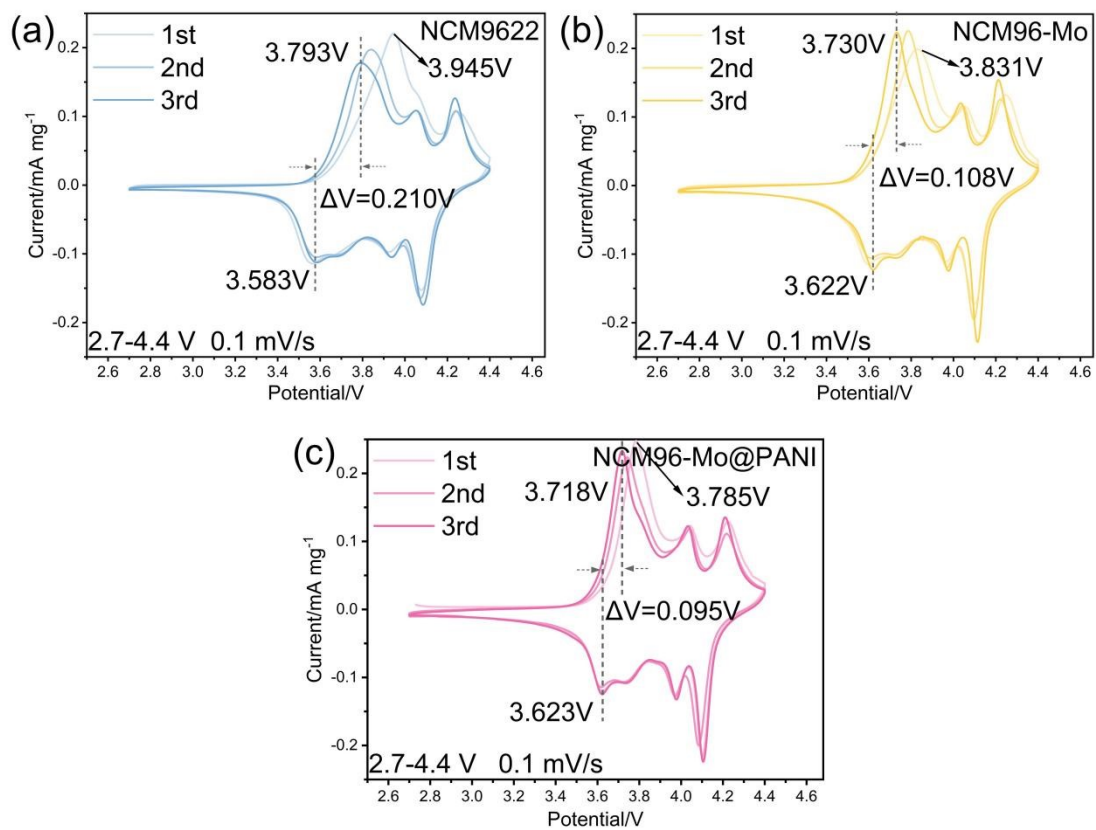 (a)
1st
2nd
3rd
NCM9622
3.793V
3.945V
ΔV=0.210V
3.583V
2.7-4.4 V 0.1 mV/s
Current/mA mg⁻¹
0.2
0.1
0.0
-0.1
-0.2
2.6 2.8 3.0 3.2 3.4 3.6 3.8 4.0 4.2 4.4 4.6
Potential/V
(b)
1st
2nd
3rd
NCM96-Mo
3.730V
3.831V
ΔV=0.108V
3.622V
2.7-4.4 V 0.1 mV/s
Current/mA mg⁻¹
0.2
0.1
0.0
-0.1
-0.2
2.6 2.8 3.0 3.2 3.4 3.6 3.8 4.0 4.2 4.4 4.6
Potential/V
(c)
1st
2nd
3rd
NCM96-Mo@PANI
3.718V
3.785V
ΔV=0.095V
3.623V
2.7-4.4 V 0.1 mV/s
Current/mA mg⁻¹
0.2
0.1
0.0
-0.1
-0.2
2.6 2.8 3.0 3.2 3.4 3.6 3.8 4.0 4.2 4.4 4.6
Potential/V